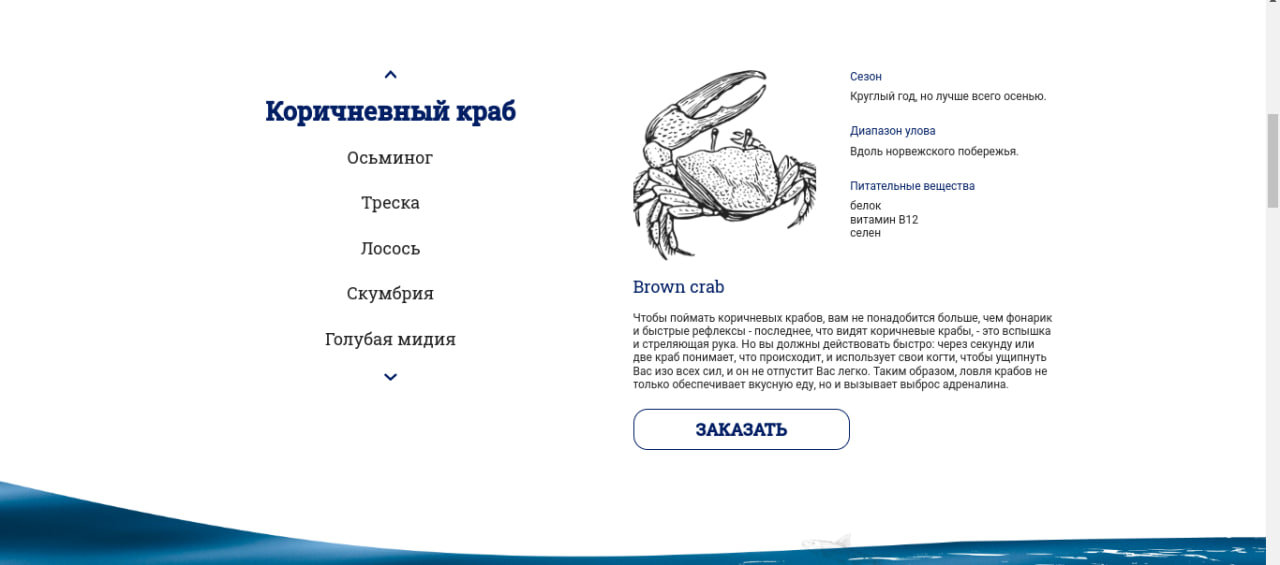 Коричневный краб
Осьминог
Треска
Лосось
Скумбрия
Голубая мидия
Сезон
Круглый год, но лучше всего осенью.
Диапазон улова
Вдоль норвежского побережья.
Питательные вещества
белок
витамин B12
селен
Brown crab
Чтобы поймать коричневых крабов, вам не понадобится больше, чем фонарик
и быстрые рефлексы - последнее, что видят коричневые крабы, - это вспышка
и стреляющая рука. Но вы должны действовать быстро: через секунду или
две краб понимает, что происходит, и использует свои когти, чтобы ущипнуть
Вас изо всех сил, и он не отпустит Вас легко. Таким образом, ловля крабов не
только обеспечивает вкусную еду, но и вызывает выброс адреналина.
ЗАКАЗАТЬ